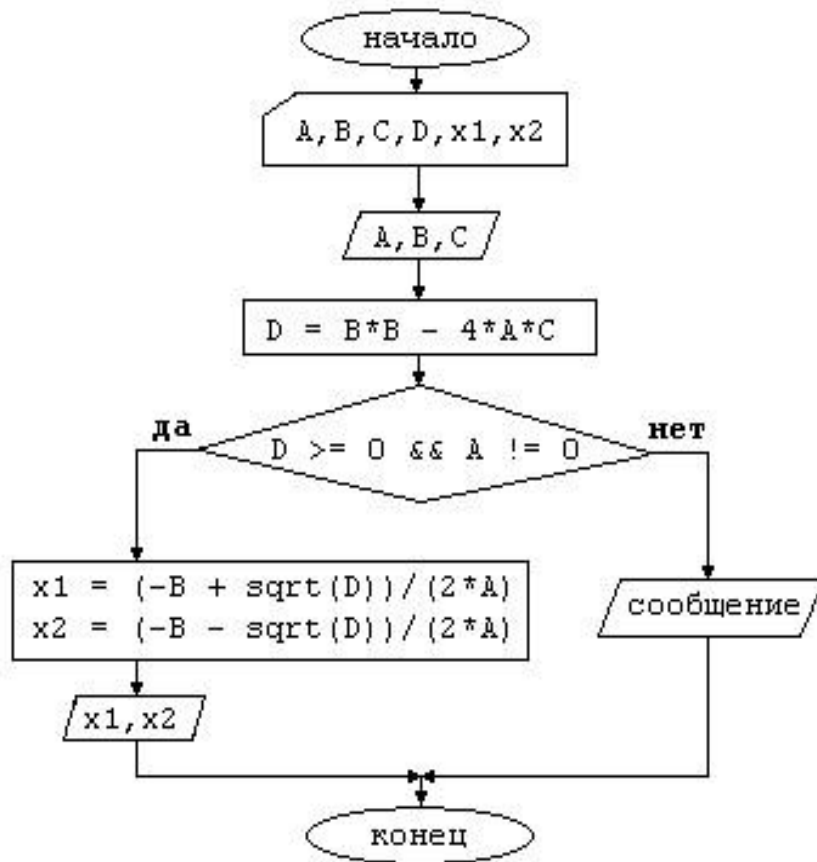 начало
A,B,C,D,x1,x2
A,B,C
D = B*B - 4*A*C
да
D >= 0 && A != 0
нет
x1 = (-B + sqrt(D))/(2*A)
x2 = (-B - sqrt(D))/(2*A)
сообщение
x1,x2
конец